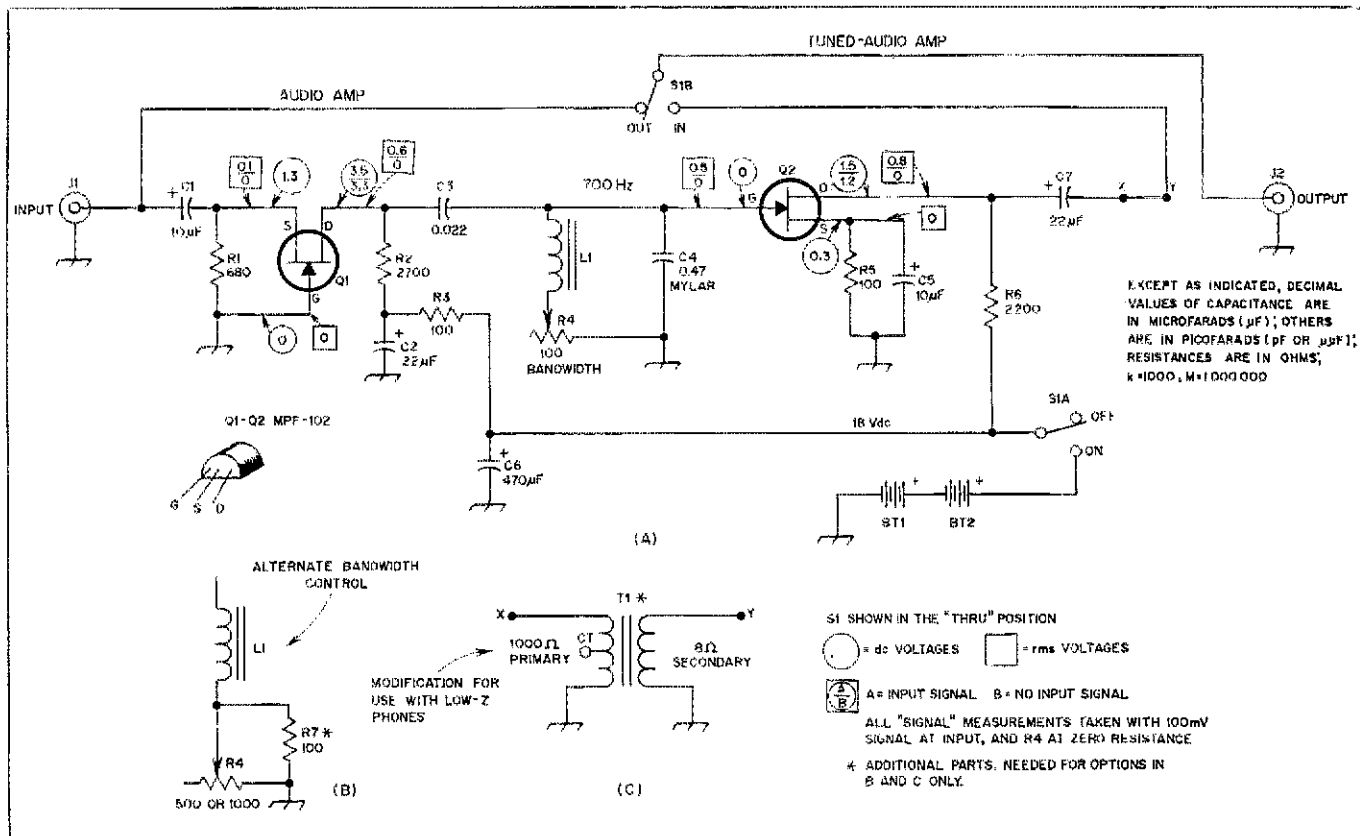 TUNED-AUDIO AMP
AUDIO AMP
S1B
OUT
IN
J1
INPUT
+
C1
10µF
0.1
0
1.3
S
D
Q1
G
R1
680
0
0
3.5
3.3
0.6
0
C3
0.022
R2
2700
R3
100
+
C2
22µF
700 Hz
L1
R4
100
BANDWIDTH
C4
0.47
MYLAR
0.5
0
0
G
Q2
D
S
1.5
1.2
0.8
0
0
0.3
R5
100
+
C5
10µF
+
C7
22µF
X
Y
R6
2200
J2
OUTPUT
EXCEPT AS INDICATED, DECIMAL
VALUES OF CAPACITANCE ARE
IN MICROFARADS (µF); OTHERS
ARE IN PICOFARADS (pF OR µµF);
RESISTANCES ARE IN OHMS;
k=1000, M=1000000
Q1-Q2 MPF-102
G S D
18 Vdc
+
C6
470µF
S1A
OFF
ON
+
+
BT1
BT2
(A)
ALTERNATE BANDWIDTH
CONTROL
L1
R7*
100
R4
500 OR 1000
(B)
X
T1*
Y
CT
1000Ω
PRIMARY
8Ω
SECONDARY
MODIFICATION FOR
USE WITH LOW-Z
PHONES
(C)
S1 SHOWN IN THE "THRU" POSITION
= dc VOLTAGES
= rms VOLTAGES
A
B
A= INPUT SIGNAL B= NO INPUT SIGNAL
ALL "SIGNAL" MEASUREMENTS TAKEN WITH 100mV
SIGNAL AT INPUT, AND R4 AT ZERO RESISTANCE
* ADDITIONAL PARTS. NEEDED FOR OPTIONS IN
B AND C ONLY.